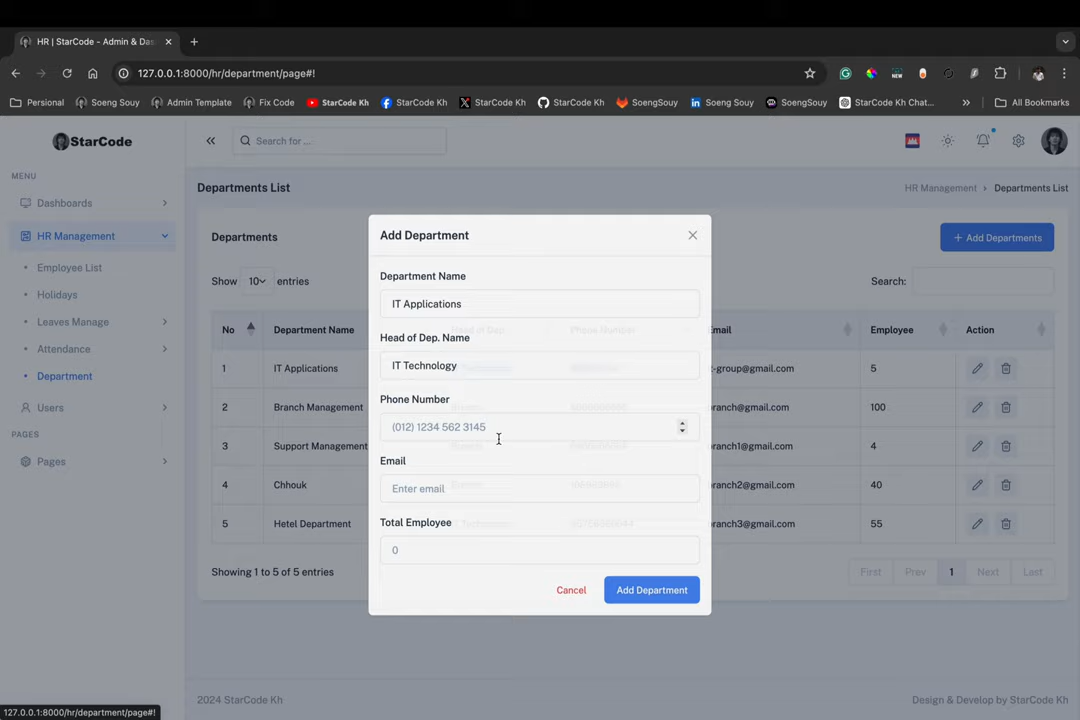 HR | StarCode - Admin & Das
127.0.0.1:8000/hr/department/page#!
Personal
Soeng Souy
Admin Template
Fix Code
StarCode Kh
StarCode Kh
StarCode Kh
StarCode Kh
SoengSouy
Soeng Souy
SoengSouy
StarCode Kh Chat...
All Bookmarks
StarCode
Search for ...
MENU
Dashboards
HR Management
Employee List
Holidays
Leaves Manage
Attendance
Department
Users
PAGES
Pages
Departments List
HR Management
Departments List
Departments
+ Add Departments
Show 10 entries
Search:
No
Department Name
Head of Dep.
Phone Number
Email
Employee
Action
1
IT Applications
t-group@gmail.com
5
2
Branch Management
ranch@gmail.com
100
3
Support Management
ranch1@gmail.com
4
4
Chhouk
ranch2@gmail.com
40
5
Hetel Department
ranch3@gmail.com
55
Showing 1 to 5 of 5 entries
First
Prev
1
Next
Last
Add Department
Department Name
IT Applications
Head of Dep. Name
IT Technology
Phone Number
(012) 1234 562 3145
Email
Enter email
Total Employee
0
Cancel
Add Department
2024 StarCode Kh
Design & Develop by StarCode Kh
127.0.0.1:8000/hr/department/page#!